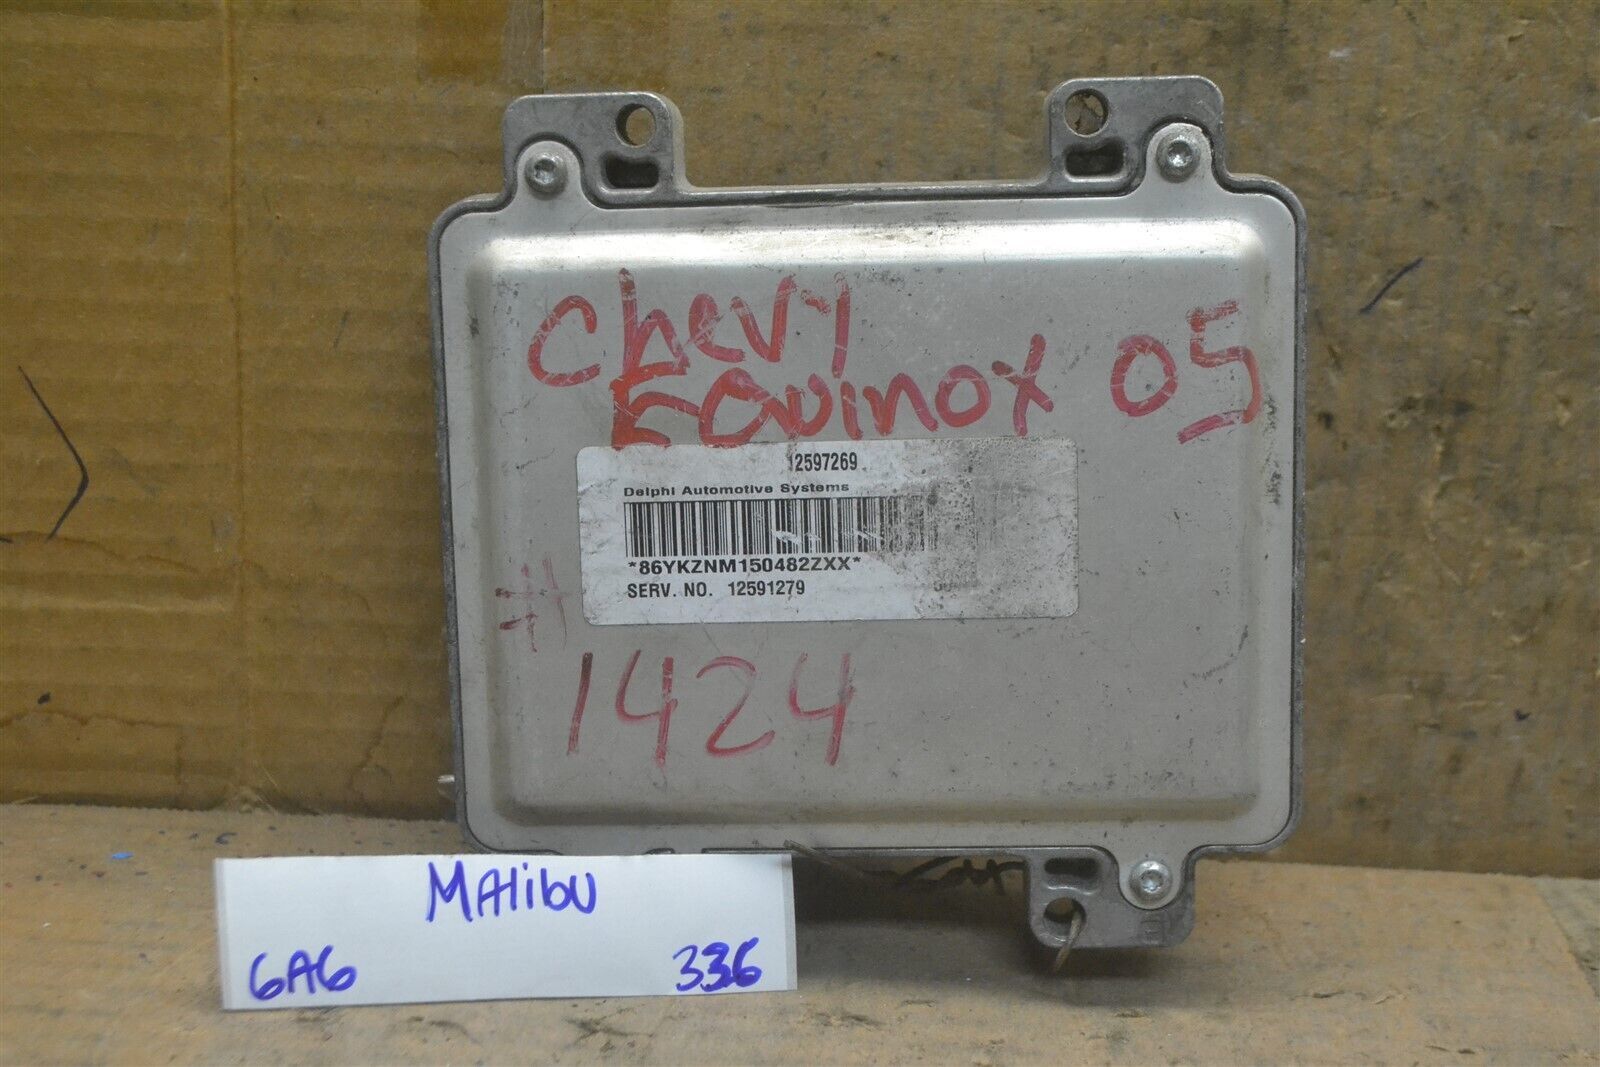 Chevy
EQUINOX 05
12597269
Delphi Automotive Systems
*86YKZNM150482ZXX*
SERV. NO. 12591279
#
1424
MAlibu
6A6 336